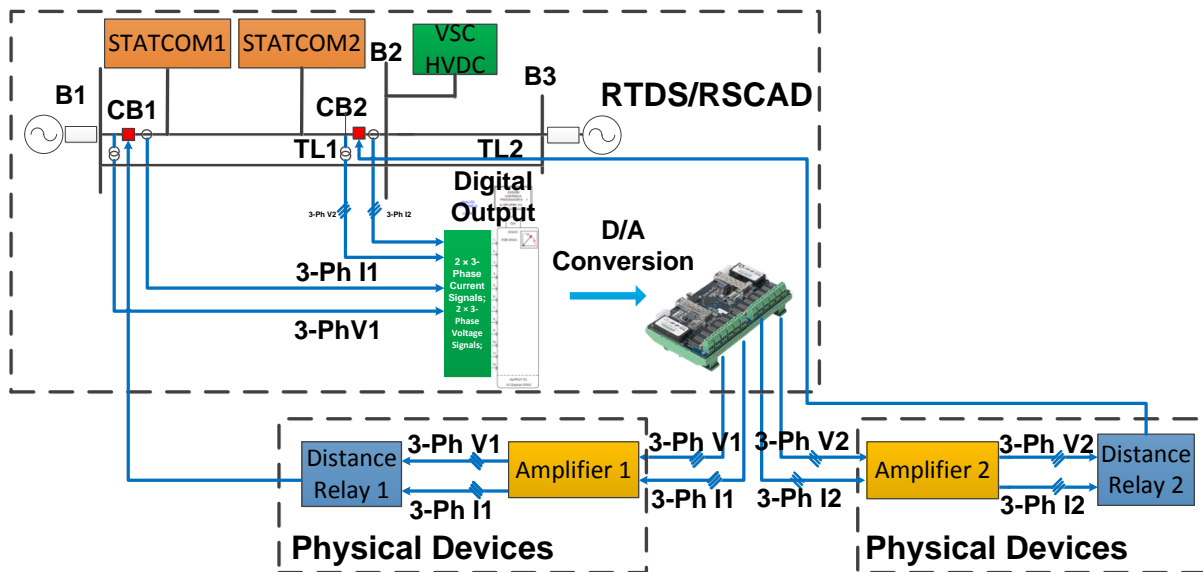 STATCOM1
STATCOM2
VSC
HVDC
B1
CB1
CB2
B2
B3
RTDS/RSCAD
TL1
TL2
Digital
Output
3-Ph V2
3-Ph I2
D/A
Conversion
3-Ph I1
3-PhV1
2 × 3-
Phase
Current
Signals;
2 × 3-
Phase
Voltage
Signals;
3-Ph V1
3-Ph I1
Distance
Relay 1
Amplifier 1
3-Ph V1
3-Ph I1
3-Ph V2
3-Ph I2
Amplifier 2
3-Ph V2
3-Ph I2
Distance
Relay 2
Physical Devices
Physical Devices